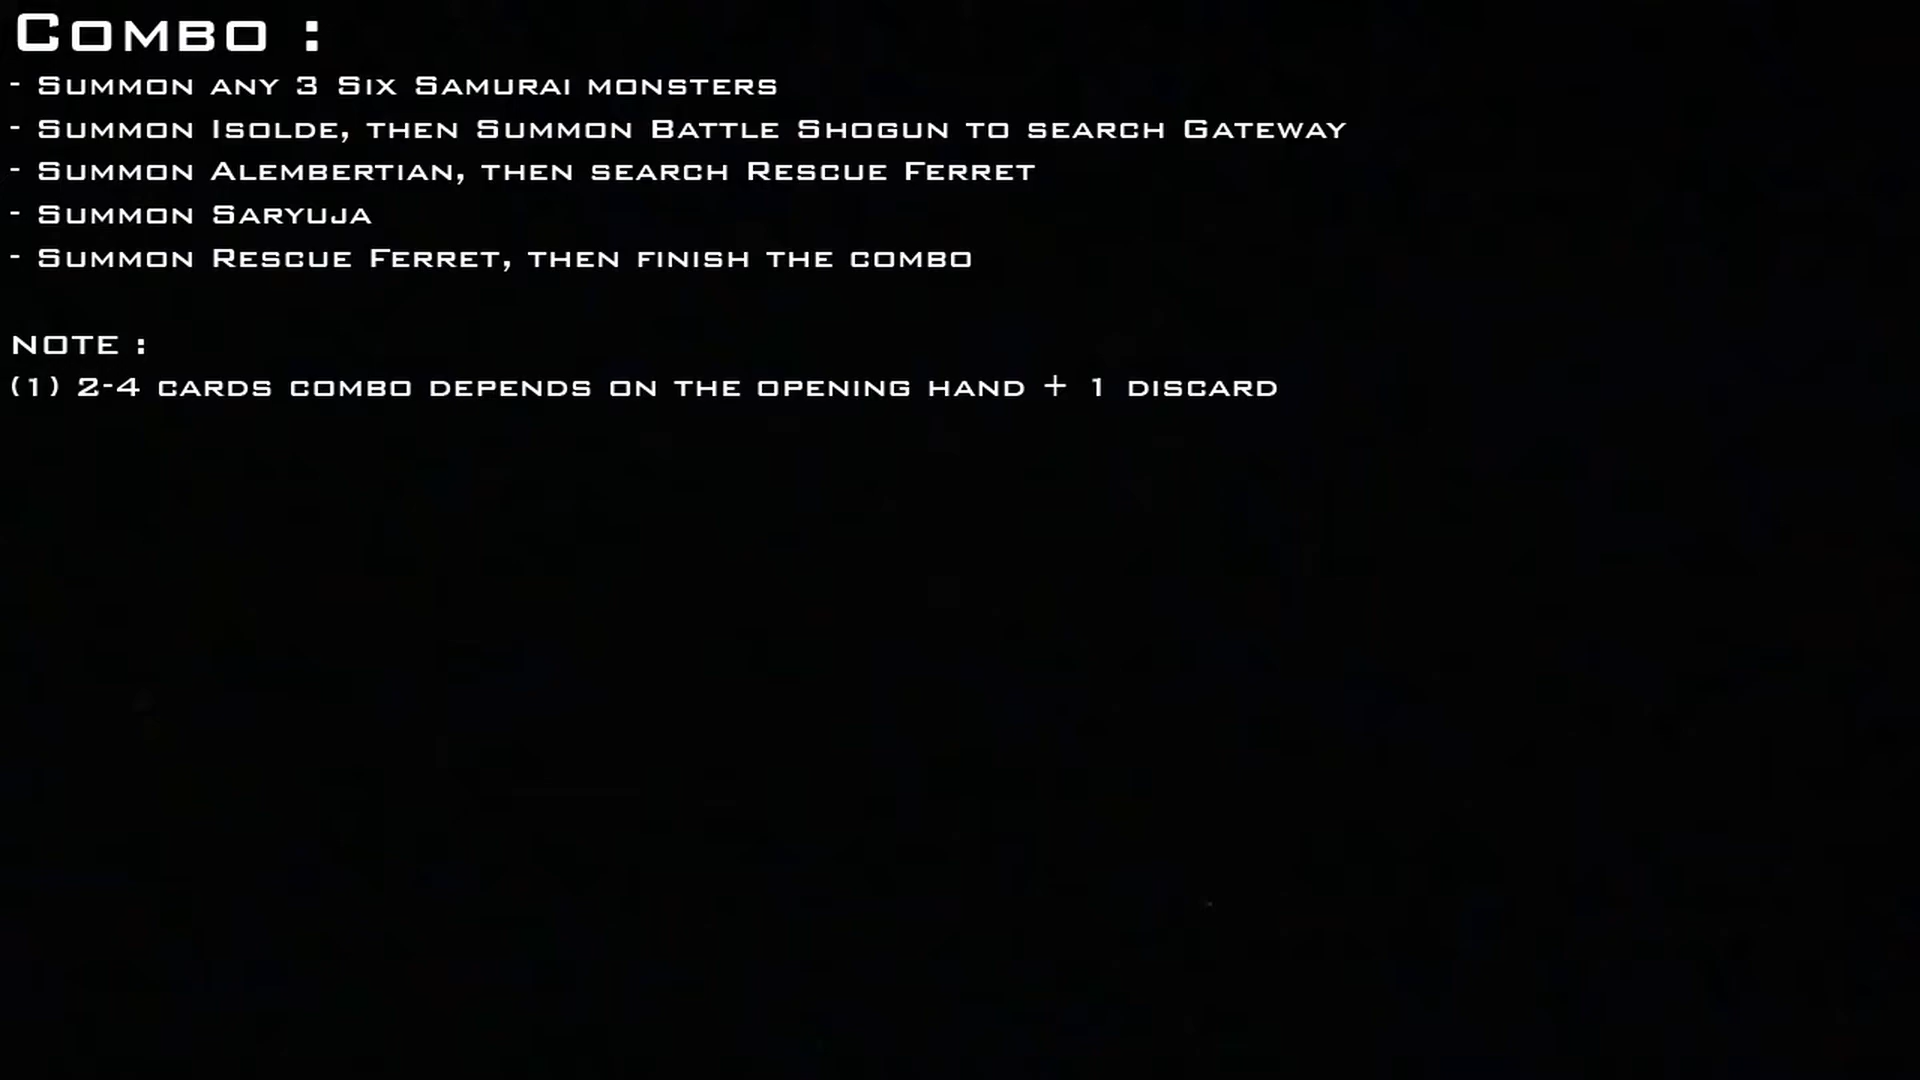 Combo :
- Summon any 3 Six Samurai monsters
- Summon Isolde, then Summon Battle Shogun to search Gateway
- Summon Alembertian, then search Rescue Ferret
- Summon Saryuja
- Summon Rescue Ferret, then finish the combo
NOTE :
(1) 2-4 cards combo depends on the opening hand + 1 discard